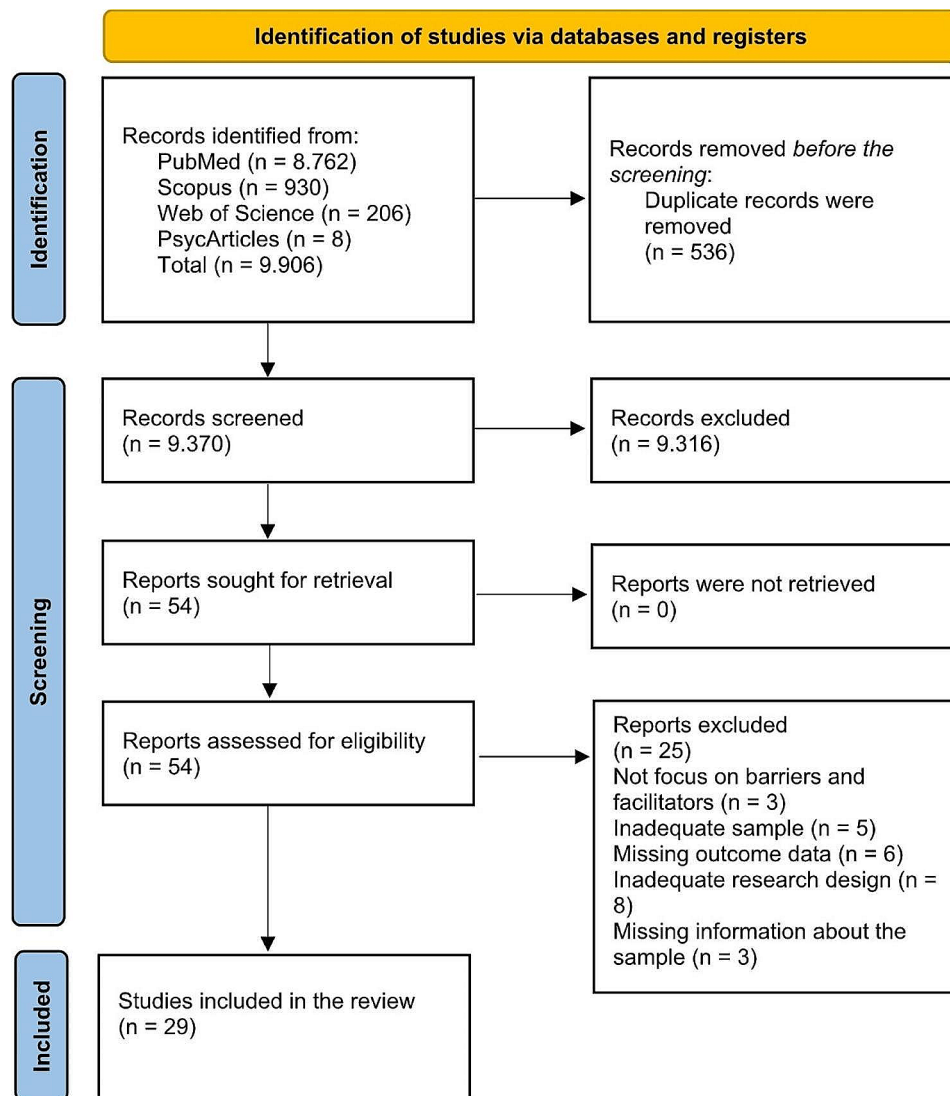 Identification of studies via databases and registers
Identification
Records identified from:
PubMed (n = 8.762)
Scopus (n = 930)
Web of Science (n = 206)
PsycArticles (n = 8)
Total (n = 9.906)
Records removed before the
screening:
Duplicate records were
removed
(n = 536)
Screening
Records screened
(n = 9.370)
Records excluded
(n = 9.316)
Reports sought for retrieval
(n = 54)
Reports were not retrieved
(n = 0)
Reports assessed for eligibility
(n = 54)
Reports excluded
(n = 25)
Not focus on barriers and
facilitators (n = 3)
Inadequate sample (n = 5)
Missing outcome data (n = 6)
Inadequate research design (n =
8)
Missing information about the
sample (n = 3)
Included
Studies included in the review
(n = 29)